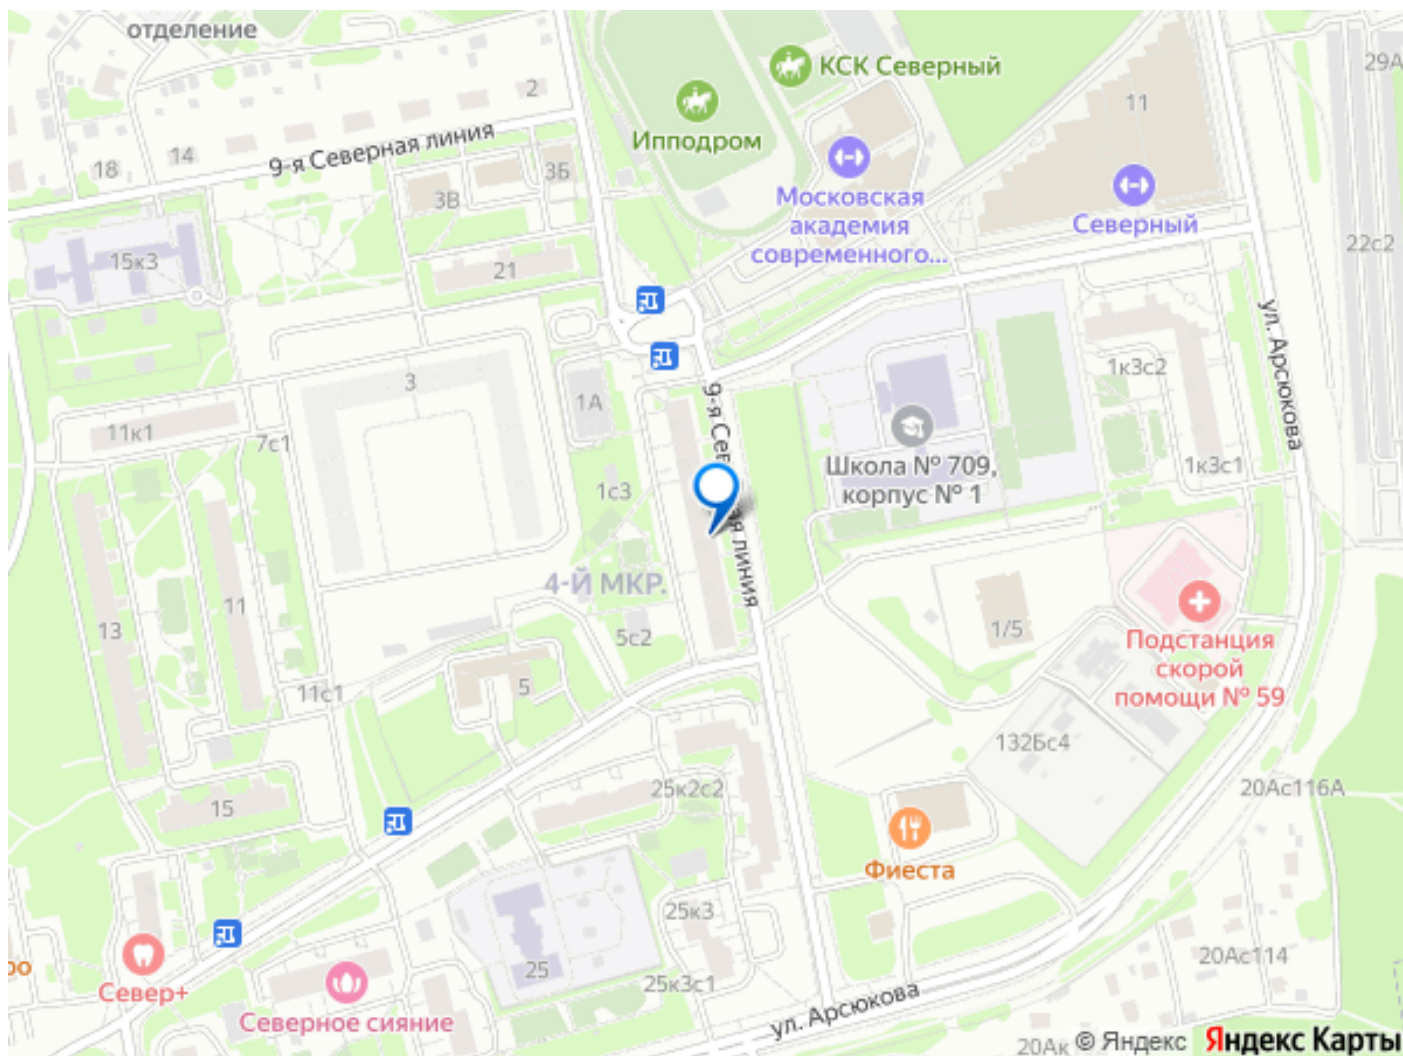 отделение
КСК Северный
29А
2
11
Ипподром
9-я Северная линия
14
18
3Б
3В
Московская
академия
современного...
Северный
22с2
15к3
21
ул. Арсюкова
3
1к3с2
1А
9-я Северная линия
11к1
7с1
Школа № 709,
корпус № 1
1к3с1
1с3
4-Й МКР.
11
13
5с2
1/5
Подстанция
скорой
помощи № 59
5
11с1
132Бс4
25к2с2
20Ас116А
15
Фиеста
25к3
Север+
25
25к3с1
20Ас114
Северное сияние
ул. Арсюкова
20Ак
© Яндекс
Яндекс Карты